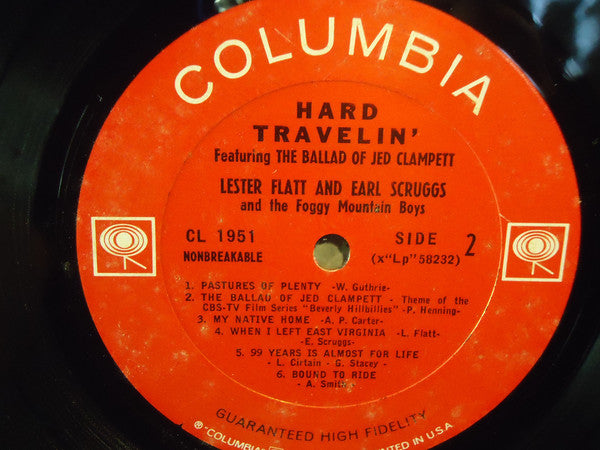 COLUMBIA
HARD
TRAVELIN'
Featuring THE BALLAD OF JED CLAMPETT
LESTER FLATT AND EARL SCRUGGS
and the Foggy Mountain Boys
CL 1951
NONBREAKABLE
SIDE 2
(x"Lp"58232)
1. PASTURES OF PLENTY -W. Guthrie-
2. THE BALLAD OF JED CLAMPETT - Theme of the
CBS-TV Film Series "Beverly Hillbillies" -P. Henning-
3. MY NATIVE HOME - A. P. Carter-
4. WHEN I LEFT EAST VIRGINIA -L. Flatt-
E. Scruggs-
5. 99 YEARS IS ALMOST FOR LIFE
- L. Cirtain - G. Stacey -
6. BOUND TO RIDE
- A. Smith -
GUARANTEED HIGH FIDELITY
℗"COLUMBIA" NTED IN U.S.A.